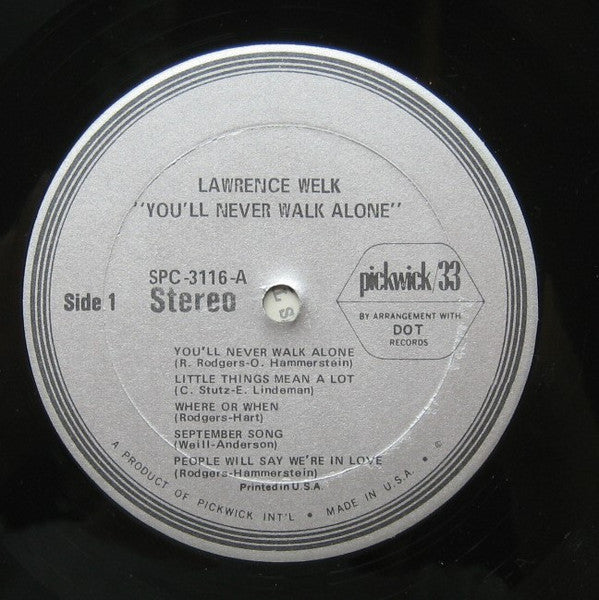 LAWRENCE WELK
"YOU'LL NEVER WALK ALONE"
SPC-3116-A
Side 1 Stereo
pickwick/33
BY ARRANGEMENT WITH
DOT
RECORDS
YOU'LL NEVER WALK ALONE
(R. Rodgers-O. Hammerstein)
LITTLE THINGS MEAN A LOT
(C. Stutz-E. Lindeman)
WHERE OR WHEN
(Rodgers-Hart)
SEPTEMBER SONG
(Weill-Anderson)
PEOPLE WILL SAY WE'RE IN LOVE
(Rodgers-Hammerstein)
Printed in U.S.A.
A PRODUCT OF PICKWICK INT'L • MADE IN U.S.A. • ©